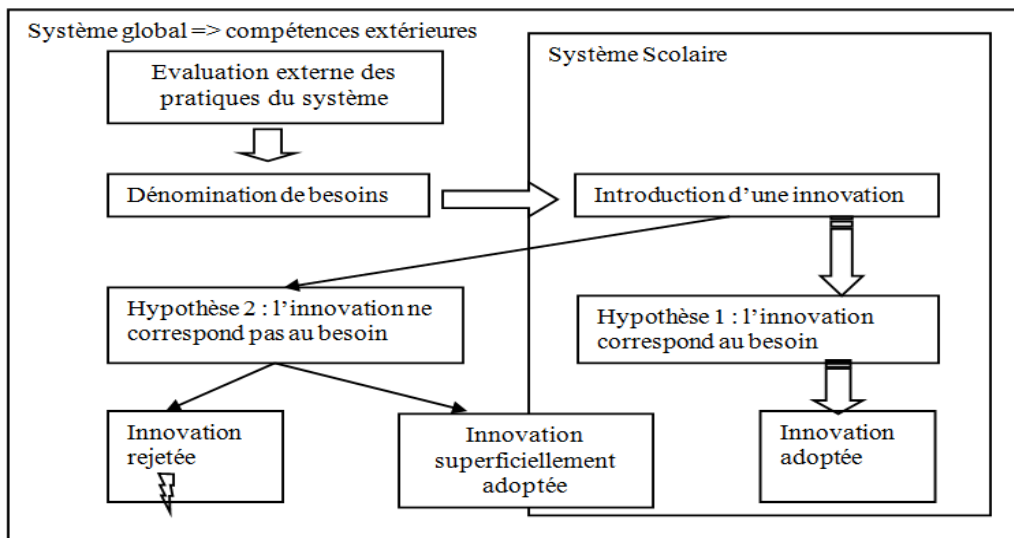 Système global => compétences extérieures
Evaluation externe des
pratiques du système
Système Scolaire
Dénomination de besoins
Introduction d’une innovation
Hypothèse 2 : l’innovation ne
correspond pas au besoin
Hypothèse 1 : l’innovation
correspond au besoin
Innovation
rejetée
Innovation
superficiellement
adoptée
Innovation
adoptée